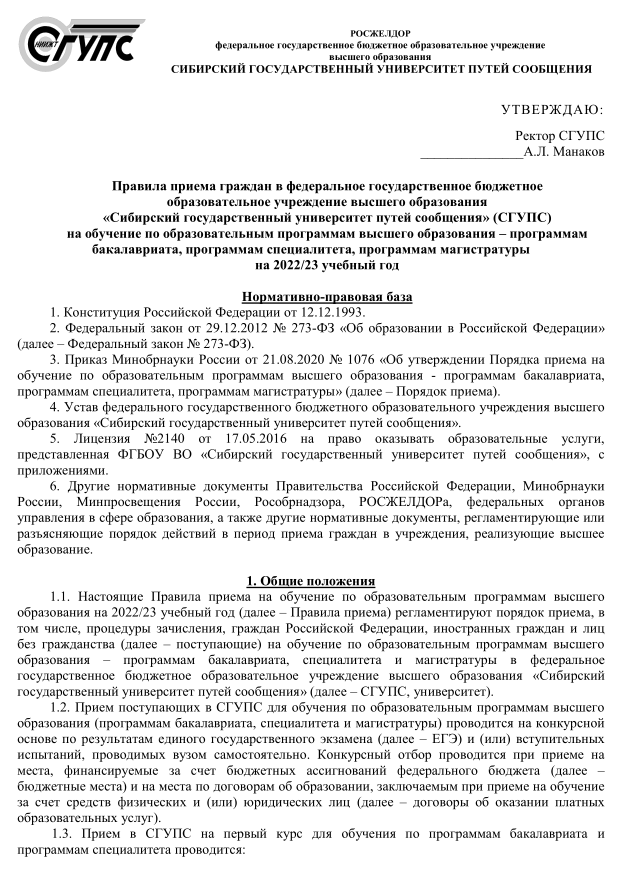 НИИЖТ
СГУПС
РОСЖЕЛДОР
федеральное государственное бюджетное образовательное учреждение
высшего образования
СИБИРСКИЙ ГОСУДАРСТВЕННЫЙ УНИВЕРСИТЕТ ПУТЕЙ СООБЩЕНИЯ
УТВЕРЖДАЮ:
Ректор СГУПС
_______________А.Л. Манаков
Правила приема граждан в федеральное государственное бюджетное
образовательное учреждение высшего образования
«Сибирский государственный университет путей сообщения» (СГУПС)
на обучение по образовательным программам высшего образования – программам
бакалавриата, программам специалитета, программам магистратуры
на 2022/23 учебный год
Нормативно-правовая база
1. Конституция Российской Федерации от 12.12.1993.
2. Федеральный закон от 29.12.2012 № 273-ФЗ «Об образовании в Российской Федерации»
(далее – Федеральный закон № 273-ФЗ).
3. Приказ Минобрнауки России от 21.08.2020 № 1076 «Об утверждении Порядка приема на
обучение по образовательным программам высшего образования - программам бакалавриата,
программам специалитета, программам магистратуры» (далее – Порядок приема).
4. Устав федерального государственного бюджетного образовательного учреждения высшего
образования «Сибирский государственный университет путей сообщения».
5. Лицензия №2140 от 17.05.2016 на право оказывать образовательные услуги,
представленная ФГБОУ ВО «Сибирский государственный университет путей сообщения», с
приложениями.
6. Другие нормативные документы Правительства Российской Федерации, Минобрнауки
России, Минпросвещения России, Рособрнадзора, РОСЖЕЛДОРа, федеральных органов
управления в сфере образования, а также другие нормативные документы, регламентирующие или
разъясняющие порядок действий в период приема граждан в учреждения, реализующие высшее
образование.
1. Общие положения
1.1. Настоящие Правила приема на обучение по образовательным программам высшего
образования на 2022/23 учебный год (далее – Правила приема) регламентируют порядок приема, в
том числе, процедуры зачисления, граждан Российской Федерации, иностранных граждан и лиц
без гражданства (далее – поступающие) на обучение по образовательным программам высшего
образования – программам бакалавриата, специалитета и магистратуры в федеральное
государственное бюджетное образовательное учреждение высшего образования «Сибирский
государственный университет путей сообщения» (далее – СГУПС, университет).
1.2. Прием поступающих в СГУПС для обучения по образовательным программам высшего
образования (программам бакалавриата, специалитета и магистратуры) проводится на конкурсной
основе по результатам единого государственного экзамена (далее – ЕГЭ) и (или) вступительных
испытаний, проводимых вузом самостоятельно. Конкурсный отбор проводится при приеме на
места, финансируемые за счет бюджетных ассигнований федерального бюджета (далее –
бюджетные места) и на места по договорам об образовании, заключаемым при приеме на обучение
за счет средств физических и (или) юридических лиц (далее – договоры об оказании платных
образовательных услуг).
1.3. Прием в СГУПС на первый курс для обучения по программам бакалавриата и
программам специалитета проводится: